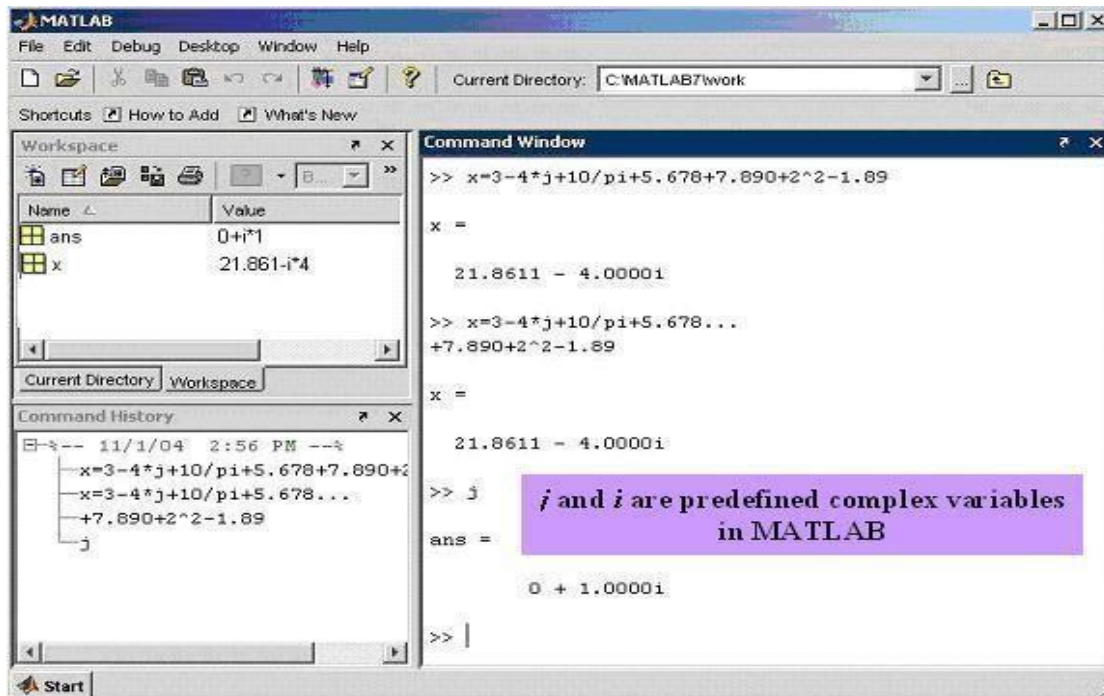 MATLAB
File Edit Debug Desktop Window Help
Current Directory: C:\MATLAB7\work
Shortcuts How to Add What's New
Workspace
B...
Name Value
ans 0+i*1
x 21.861-i*4
Current Directory Workspace
Command History
%-- 11/1/04 2:56 PM --%
x=3-4*j+10/pi+5.678+7.890+2
x=3-4*j+10/pi+5.678...
+7.890+2^2-1.89
j
Command Window
>> x=3-4*j+10/pi+5.678+7.890+2^2-1.89
x =
21.8611 - 4.0000i
>> x=3-4*j+10/pi+5.678...
+7.890+2^2-1.89
x =
21.8611 - 4.0000i
>> j
j and i are predefined complex variables
in MATLAB
ans =
0 + 1.0000i
>>
Start